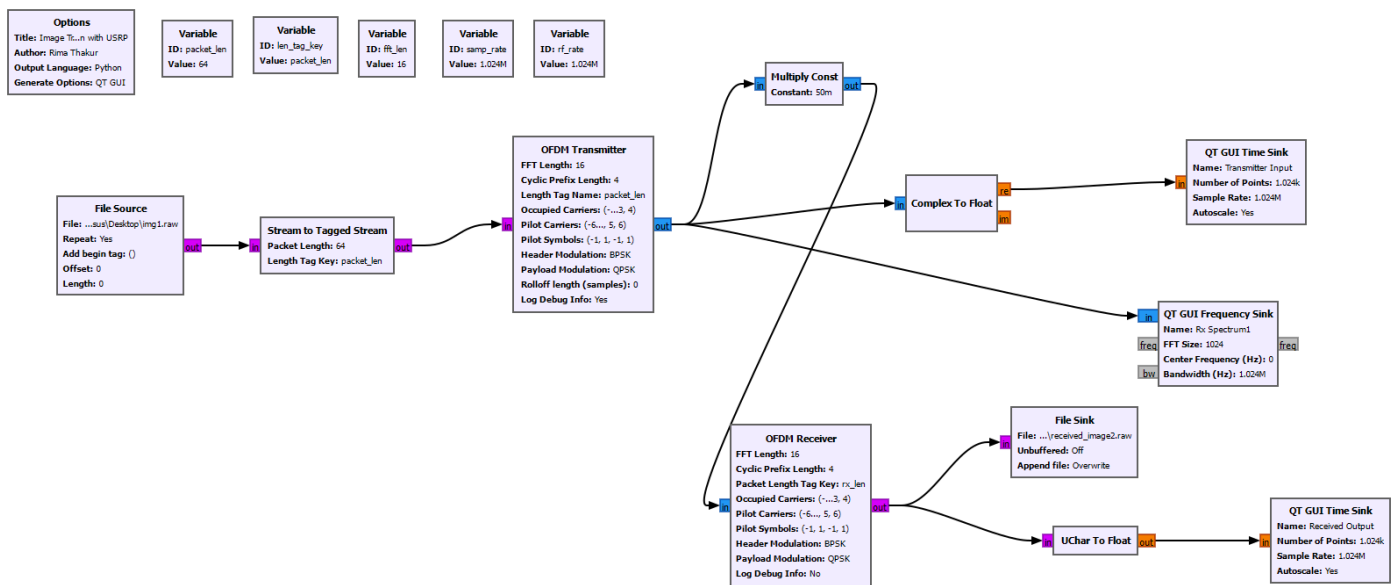 Options
Title: Image Tr...n with USRP
Author: Rima Thakur
Output Language: Python
Generate Options: QT GUI
Variable
ID: packet_len
Value: 64
Variable
ID: len_tag_key
Value: packet_len
Variable
ID: fft_len
Value: 16
Variable
ID: samp_rate
Value: 1.024M
Variable
ID: rf_rate
Value: 1.024M
Multiply Const
Constant: 50m
in
out
OFDM Transmitter
FFT Length: 16
Cyclic Prefix Length: 4
Length Tag Name: packet_len
Occupied Carriers: (-...3, 4)
Pilot Carriers: (-6..., 5, 6)
Pilot Symbols: (-1, 1, -1, 1)
Header Modulation: BPSK
Payload Modulation: QPSK
Rolloff length (samples): 0
Log Debug Info: Yes
in
out
File Source
File: ...sus\Desktop\img1.raw
Repeat: Yes
Add begin tag: ()
Offset: 0
Length: 0
out
Stream to Tagged Stream
Packet Length: 64
Length Tag Key: packet_len
in
out
Complex To Float
in
re
im
QT GUI Time Sink
Name: Transmitter Input
Number of Points: 1.024k
Sample Rate: 1.024M
Autoscale: Yes
in
QT GUI Frequency Sink
Name: Rx Spectrum1
FFT Size: 1024
Center Frequency (Hz): 0
Bandwidth (Hz): 1.024M
in
freq
bw
freq
OFDM Receiver
FFT Length: 16
Cyclic Prefix Length: 4
Packet Length Tag Key: rx_len
Occupied Carriers: (-...3, 4)
Pilot Carriers: (-6..., 5, 6)
Pilot Symbols: (-1, 1, -1, 1)
Header Modulation: BPSK
Payload Modulation: QPSK
Log Debug Info: No
in
out
File Sink
File: ...\received_image2.raw
Unbuffered: Off
Append file: Overwrite
in
UChar To Float
in
out
QT GUI Time Sink
Name: Received Output
Number of Points: 1.024k
Sample Rate: 1.024M
Autoscale: Yes
in